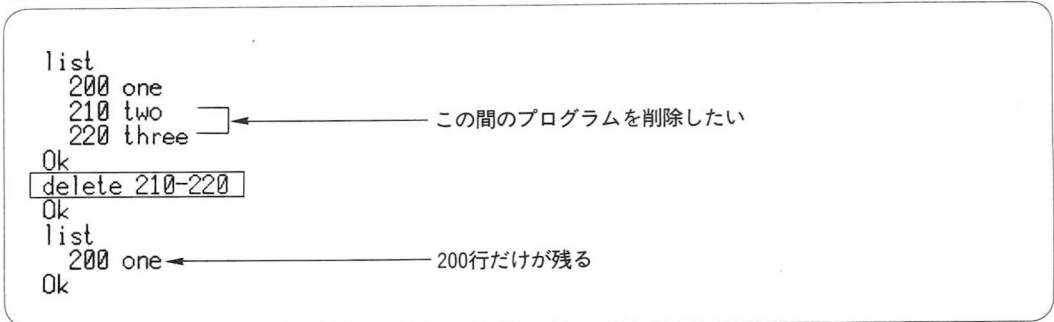 list
200 one
210 two
220 three
この間のプログラムを削除したい
Ok
delete 210-220
Ok
list
200 one
200行だけが残る
Ok